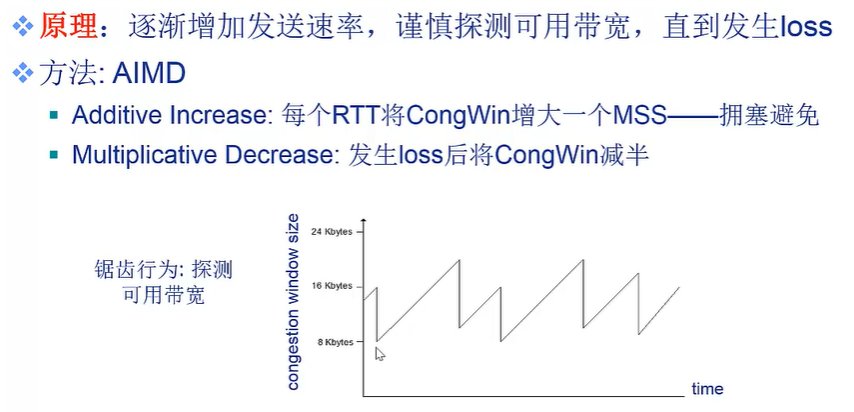 原理：逐渐增加发送速率，谨慎探测可用带宽，直到发生loss
方法: AIMD
Additive Increase: 每个RTT将CongWin增大一个MSS——拥塞避免
Multiplicative Decrease: 发生loss后将CongWin减半
锯齿行为: 探测
可用带宽
congestion window size
24 Kbytes
16 Kbytes
8 Kbytes
time